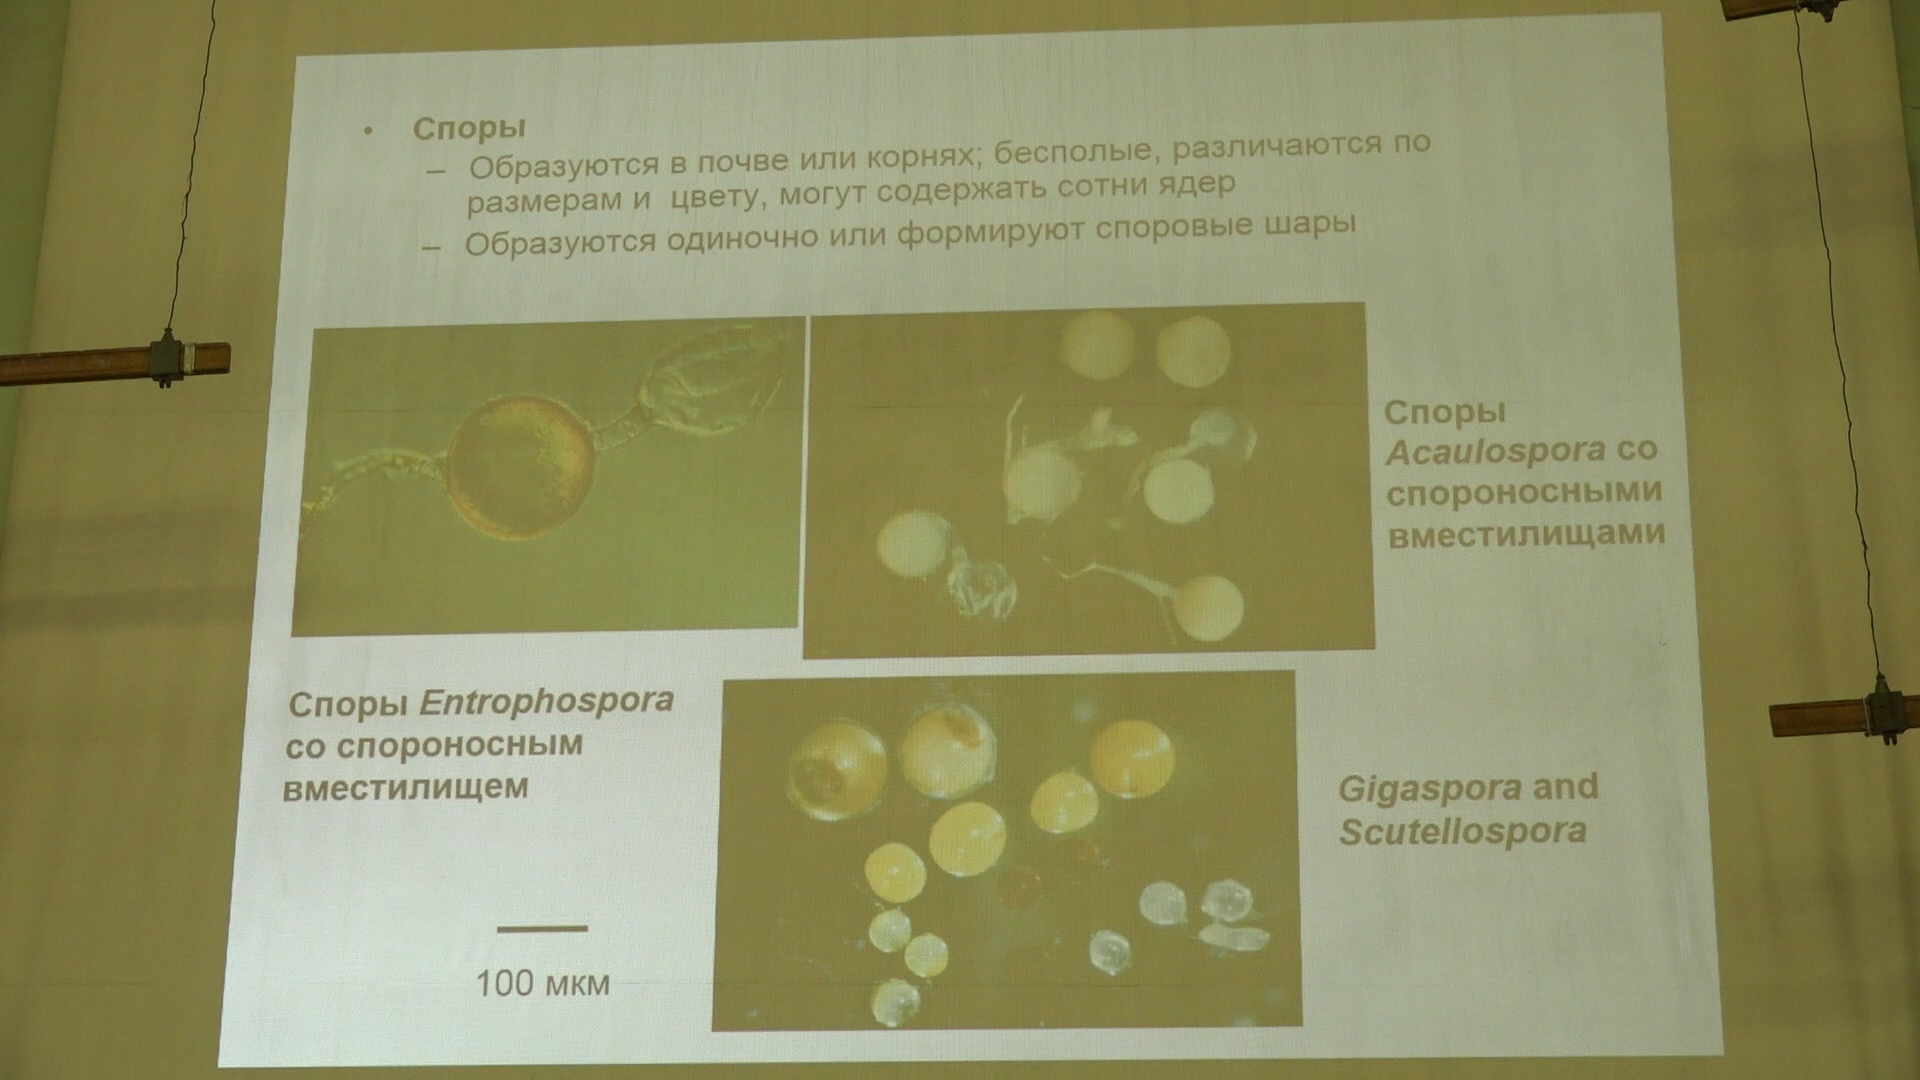 • Споры
– Образуются в почве или корнях; бесполые, различаются по
размерам и цвету, могут содержать сотни ядер
– Образуются одиночно или формируют споровые шары
Споры
Acaulospora со
спороносными
вместилищами
Споры Entrophospora
со спороносным
вместилищем
Gigaspora and
Scutellospora
100 мкм